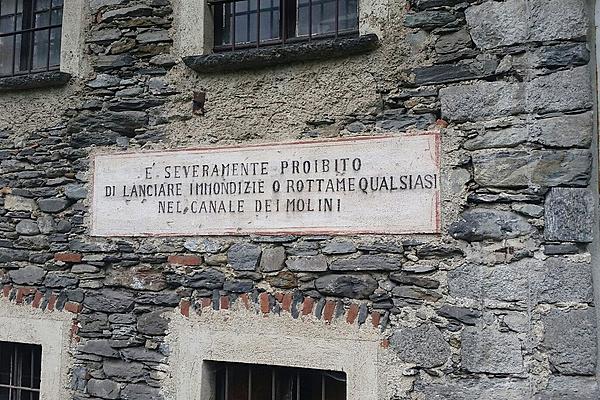 E' SEVERAMENTE PROIBITO
DI LANCIARE IMMONDIZIE O ROTTAME QUALSIASI
NEL CANALE DEI MOLINI